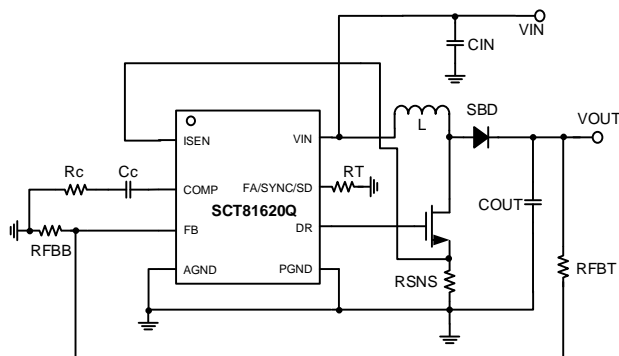 VIN
CIN
SBD
VOUT
L
ISEN
VIN
Rc
Cc
COMP
FA/SYNC/SD
RT
SCT81620Q
COUT
FB
DR
RFBB
RFBT
AGND
PGND
RSNS